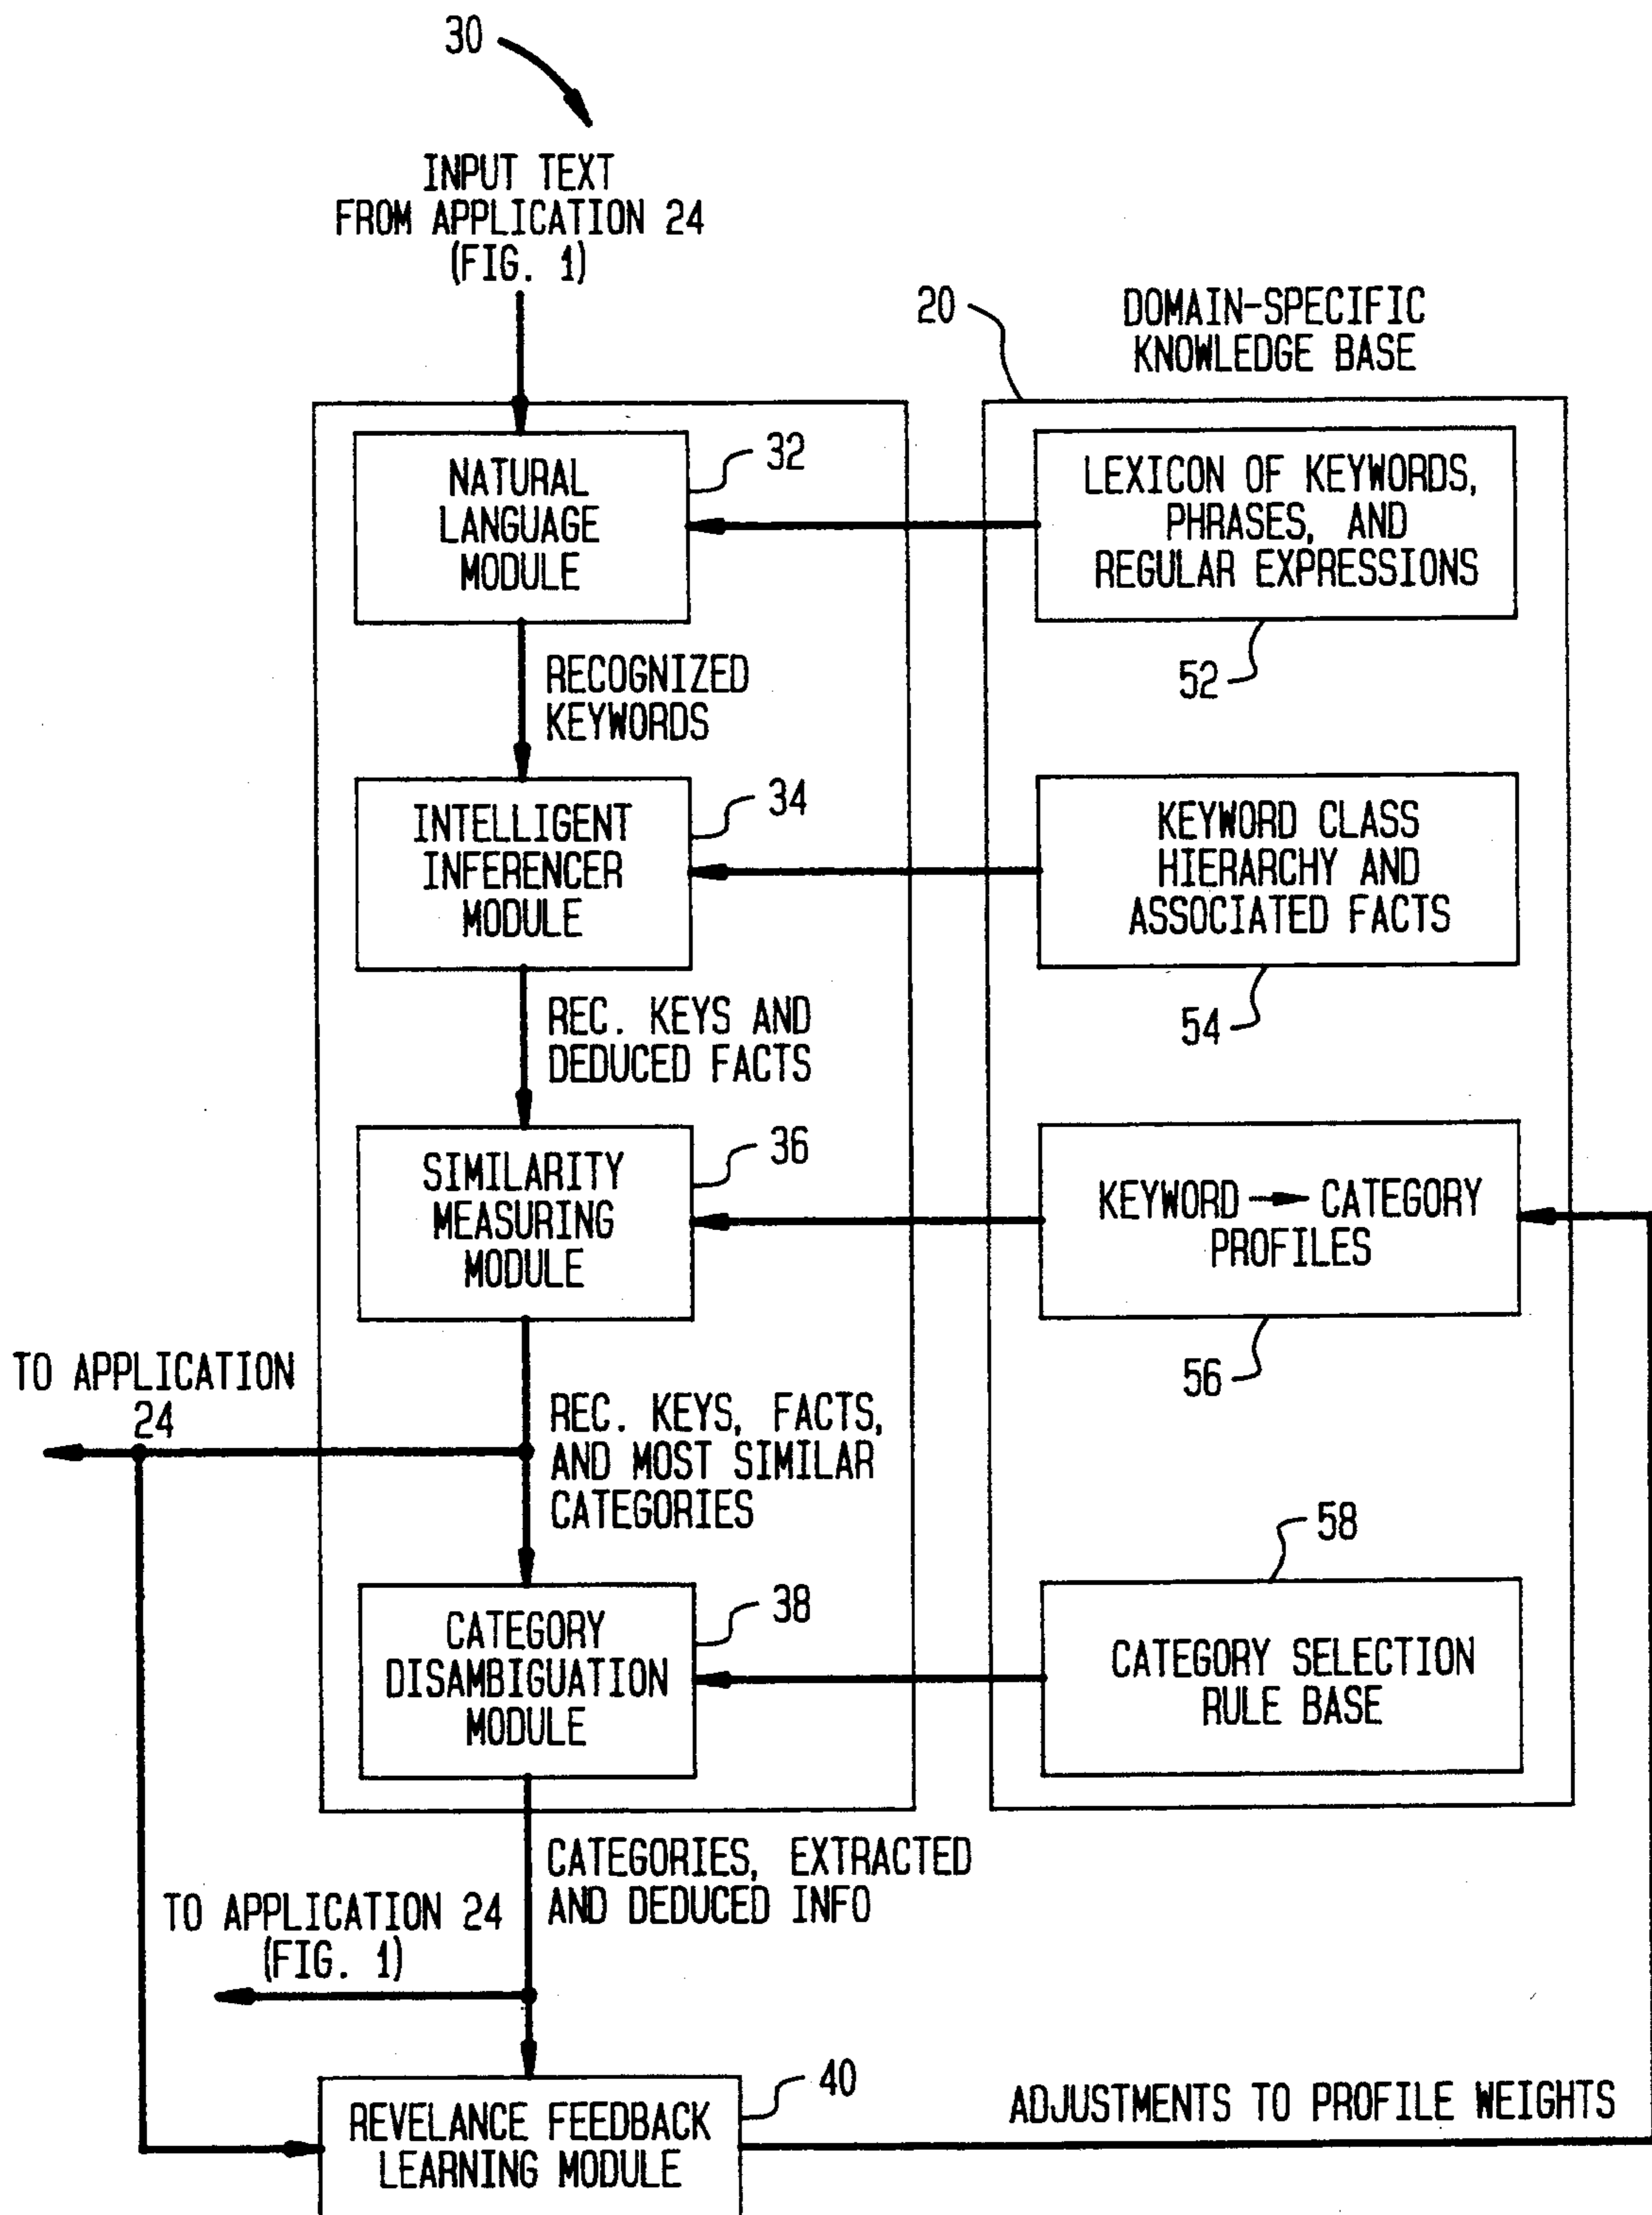 30
INPUT TEXT
FROM APPLICATION 24
(FIG. 1)
20
DOMAIN-SPECIFIC
KNOWLEDGE BASE
NATURAL
LANGUAGE
MODULE
32
LEXICON OF KEYWORDS,
PHRASES, AND
REGULAR EXPRESSIONS
52
RECOGNIZED
KEYWORDS
INTELLIGENT
INFERENCER
MODULE
34
KEYWORD CLASS
HIERARCHY AND
ASSOCIATED FACTS
54
REC. KEYS AND
DEDUCED FACTS
SIMILARITY
MEASURING
MODULE
36
KEYWORD → CATEGORY
PROFILES
56
TO APPLICATION
24
REC. KEYS, FACTS,
AND MOST SIMILAR
CATEGORIES
58
CATEGORY
DISAMBIGUATION
MODULE
38
CATEGORY SELECTION
RULE BASE
CATEGORIES, EXTRACTED
AND DEDUCED INFO
TO APPLICATION 24
(FIG. 1)
REVELANCE FEEDBACK
LEARNING MODULE
40
ADJUSTMENTS TO PROFILE WEIGHTS